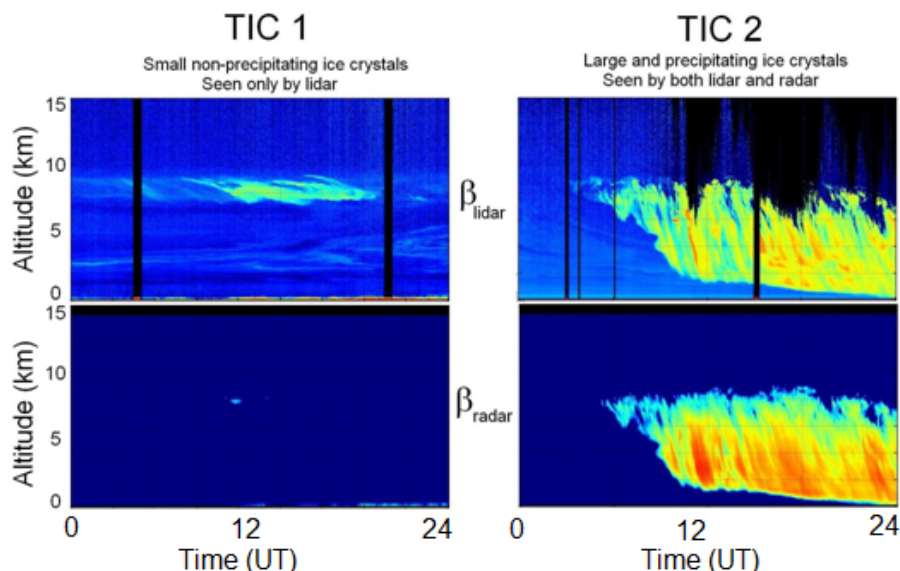 TIC 1
Small non-precipitating ice crystals
Seen only by lidar
TIC 2
Large and precipitating ice crystals
Seen by both lidar and radar
15
10
5
0
Altitude (km)
βlidar
15
10
5
0
Altitude (km)
βradar
0
12
24
Time (UT)
0
12
24
Time (UT)